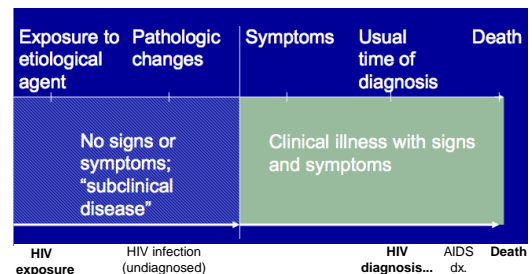 Exposure to
etiological
agent
Pathologic
changes
Symptoms
Usual
time of
diagnosis
Death
No signs or
symptoms;
"subclinical
disease"
Clinical illness with signs
and symptoms
HIV
exposure
HIV infection
(undiagnosed)
HIV
diagnosis...
AIDS
dx.
Death